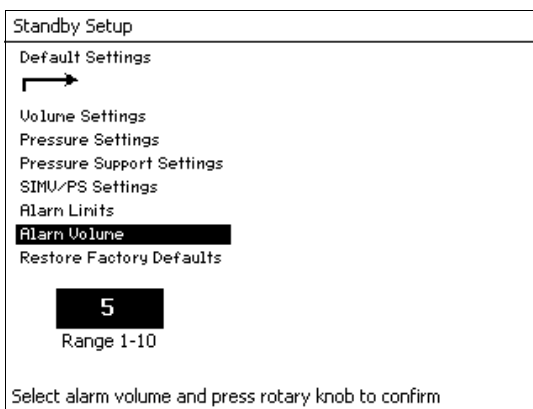 Standby Setup
Default Settings
Volume Settings
Pressure Settings
Pressure Support Settings
SIMV/PS Settings
Alarm Limits
Alarm Volume
Restore Factory Defaults
5
Range 1-10
Select alarm volume and press rotary knob to confirm